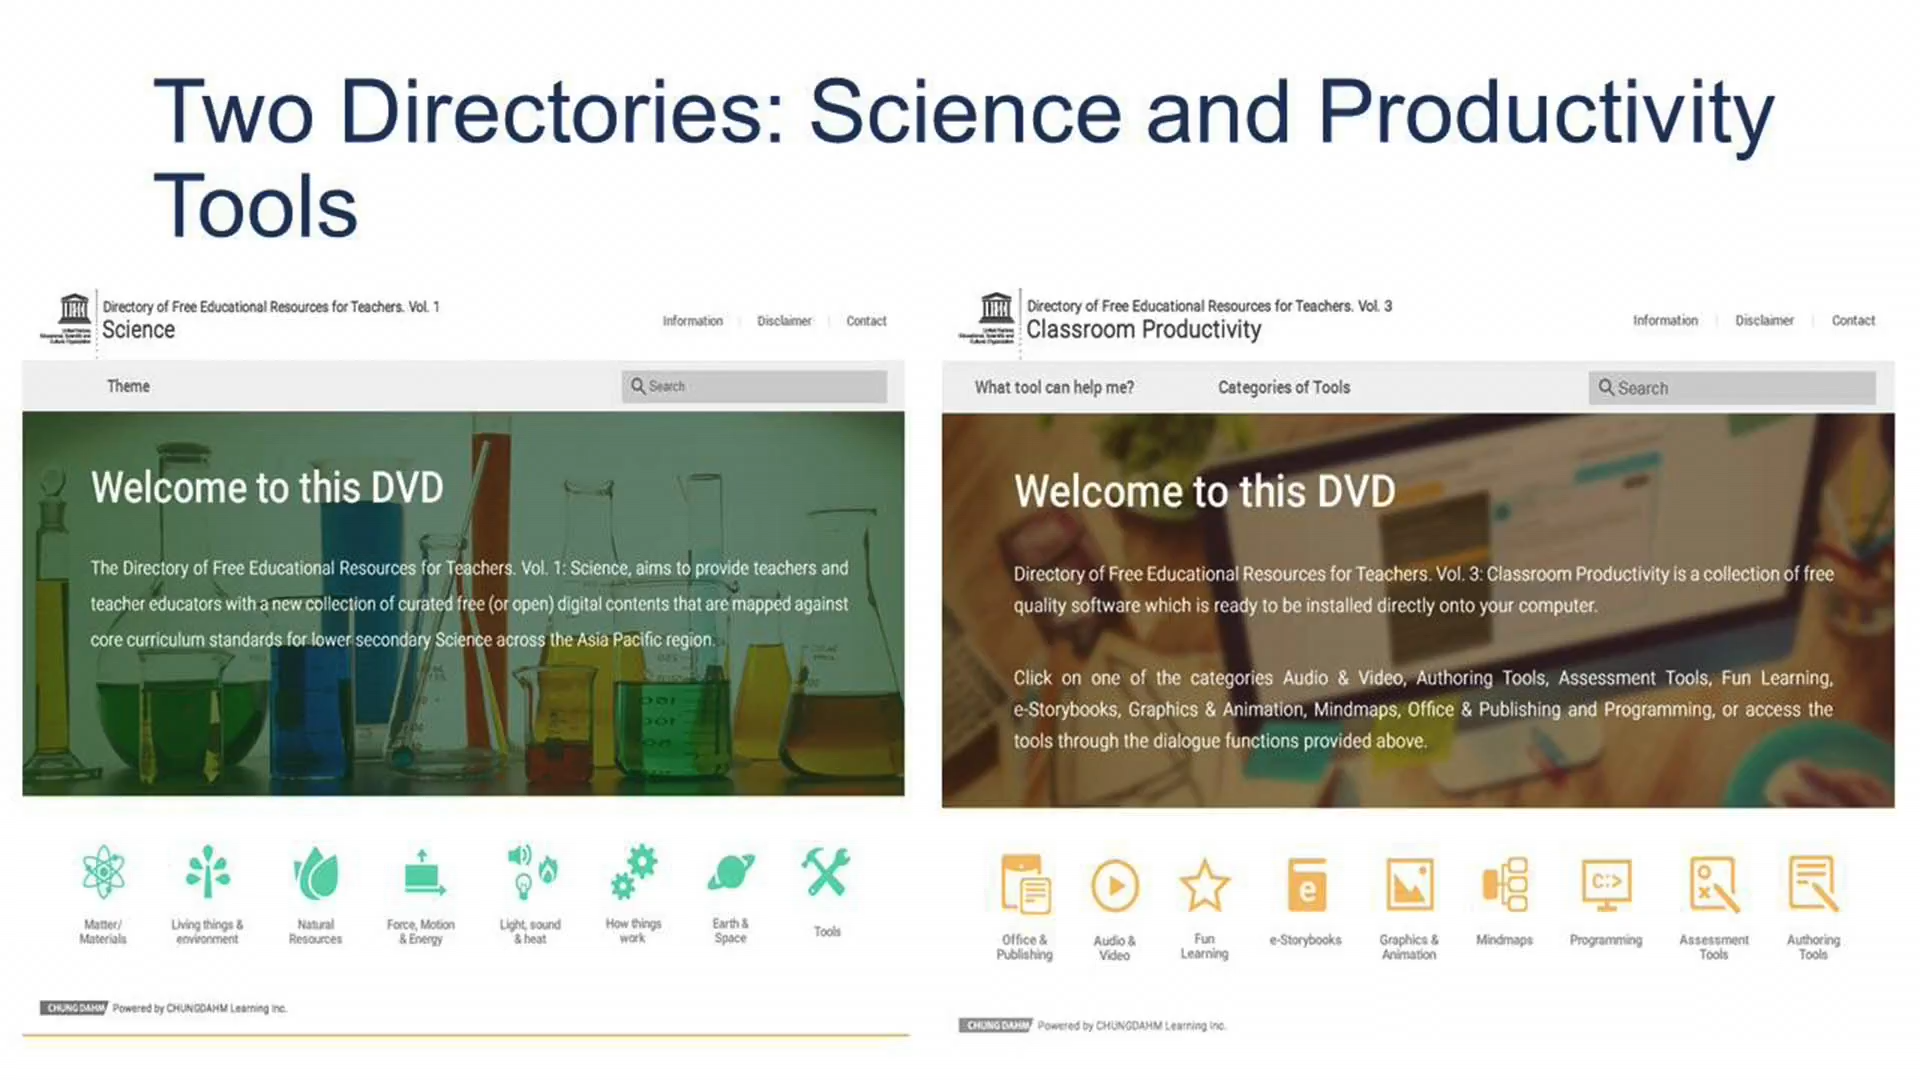 Two Directories: Science and Productivity
Tools
Directory of Free Educational Resources for Teachers. Vol. 1
Science
Information
Disclaimer
Contact
Theme
Search
Welcome to this DVD
The Directory of Free Educational Resources for Teachers. Vol. 1: Science, aims to provide teachers and
teacher educators with a new collection of curated free (or open) digital contents that are mapped against
core curriculum standards for lower secondary Science across the Asia Pacific region.
Matter/
Materials
Living things &
environment
Natural
Resources
Force, Motion
& Energy
Light, sound
& heat
How things
work
Earth &
Space
Tools
CHUNGDAHM Powered by CHUNGDAHM Learning Inc.
Directory of Free Educational Resources for Teachers. Vol. 3
Classroom Productivity
Information
Disclaimer
Contact
What tool can help me?
Categories of Tools
Search
Welcome to this DVD
Directory of Free Educational Resources for Teachers. Vol. 3: Classroom Productivity is a collection of free
quality software which is ready to be installed directly onto your computer.
Click on one of the categories Audio & Video, Authoring Tools, Assessment Tools, Fun Learning,
e-Storybooks, Graphics & Animation, Mindmaps, Office & Publishing and Programming, or access the
tools through the dialogue functions provided above.
Office &
Publishing
Audio &
Video
Fun
Learning
e-Storybooks
Graphics &
Animation
Mindmaps
C:>
Programming
Assessment
Tools
Authoring
Tools
CHUNGDAHM Powered by CHUNGDAHM Learning Inc.